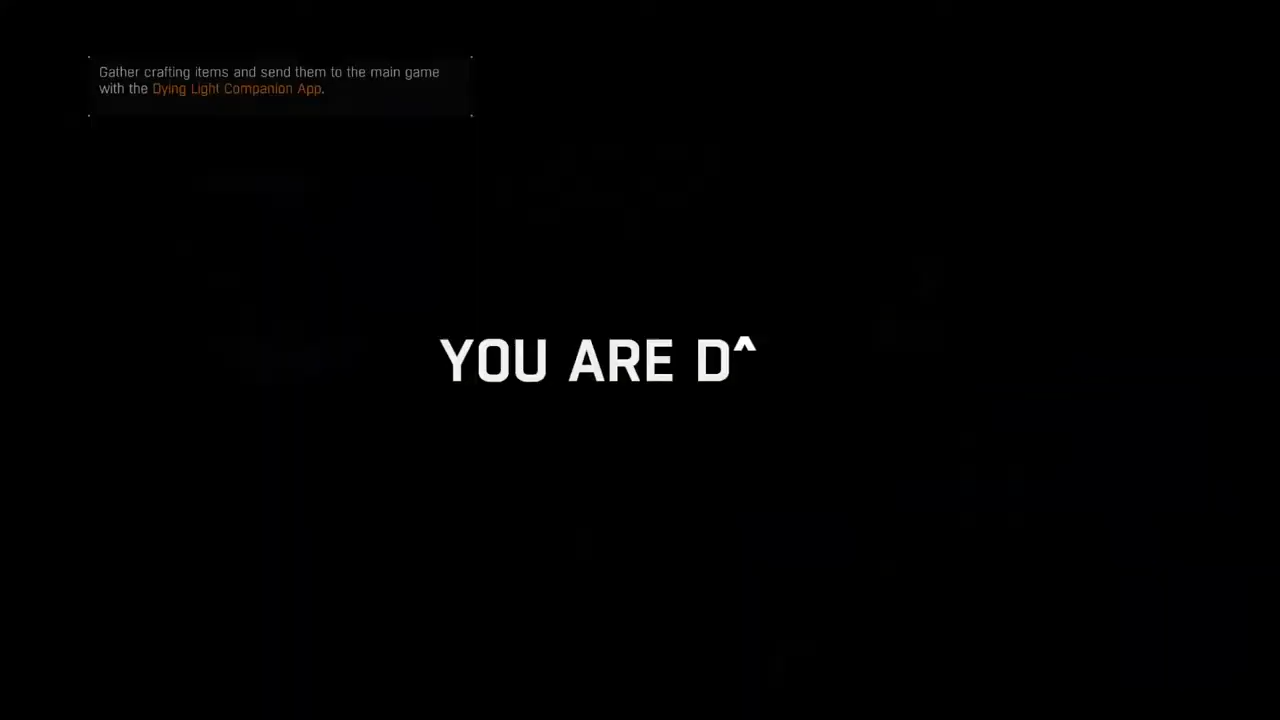 Gather crafting items and send them to the main game
with the Dying Light Companion App.
YOU ARE D^